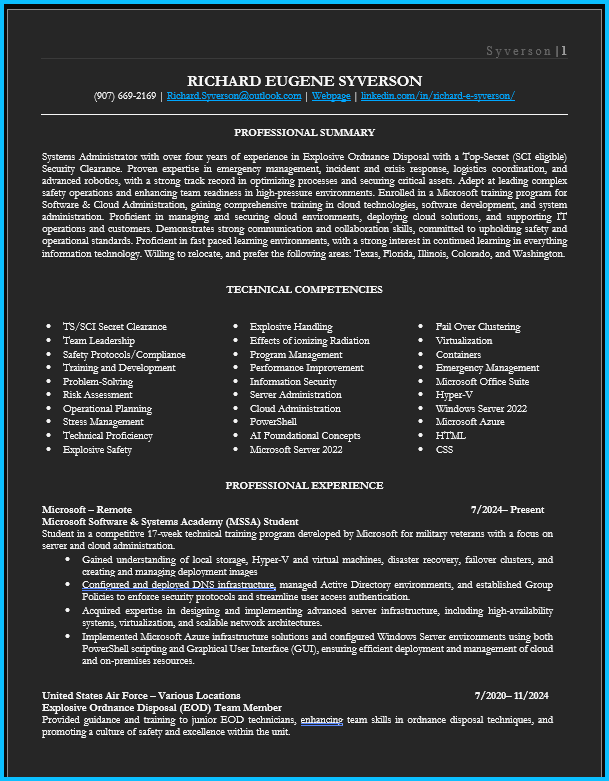 Syverson | 1
RICHARD EUGENE SYVERSON
(907) 669-2169 | Richard.Syverson@outlook.com | Webpage | linkedin.com/in/richard-e-syverson/
PROFESSIONAL SUMMARY
Systems Administrator with over four years of experience in Explosive Ordnance Disposal with a Top-Secret (SCI eligible)
Security Clearance. Proven expertise in emergency management, incident and crisis response, logistics coordination, and
advanced robotics, with a strong track record in optimizing processes and securing critical assets. Adept at leading complex
safety operations and enhancing team readiness in high-pressure environments. Enrolled in a Microsoft training program for
Software & Cloud Administration, gaining comprehensive training in cloud technologies, software development, and system
administration. Proficient in managing and securing cloud environments, deploying cloud solutions, and supporting IT
operations and customers. Demonstrates strong communication and collaboration skills, committed to upholding safety and
operational standards. Proficient in fast paced learning environments, with a strong interest in continued learning in everything
information technology. Willing to relocate, and prefer the following areas: Texas, Florida, Illinois, Colorado, and Washington.
TECHNICAL COMPETENCIES
• TS/SCI Secret Clearance
• Team Leadership
• Safety Protocols/Compliance
• Training and Development
• Problem-Solving
• Risk Assessment
• Operational Planning
• Stress Management
• Technical Proficiency
• Explosive Safety
• Explosive Handling
• Effects of ionizing Radiation
• Program Management
• Performance Improvement
• Information Security
• Server Administration
• Cloud Administration
• PowerShell
• AI Foundational Concepts
• Microsoft Server 2022
• Fail Over Clustering
• Virtualization
• Containers
• Emergency Management
• Microsoft Office Suite
• Hyper-V
• Windows Server 2022
• Microsoft Azure
• HTML
• CSS
PROFESSIONAL EXPERIENCE
Microsoft – Remote 7/2024– Present
Microsoft Software & Systems Academy (MSSA) Student
Student in a competitive 17-week technical training program developed by Microsoft for military veterans with a focus on
server and cloud administration.
• Gained understanding of local storage, Hyper-V and virtual machines, disaster recovery, failover clusters, and
creating and managing deployment images
• Configured and deployed DNS infrastructure, managed Active Directory environments, and established Group
Policies to enforce security protocols and streamline user access authentication.
• Acquired expertise in designing and implementing advanced server infrastructure, including high-availability
systems, virtualization, and scalable network architectures.
• Implemented Microsoft Azure infrastructure solutions and configured Windows Server environments using both
PowerShell scripting and Graphical User Interface (GUI), ensuring efficient deployment and management of cloud
and on-premises resources.
United States Air Force – Various Locations 7/2020– 11/2024
Explosive Ordnance Disposal (EOD) Team Member
Provided guidance and training to junior EOD technicians, enhancing team skills in ordnance disposal techniques, and
promoting a culture of safety and excellence within the unit.